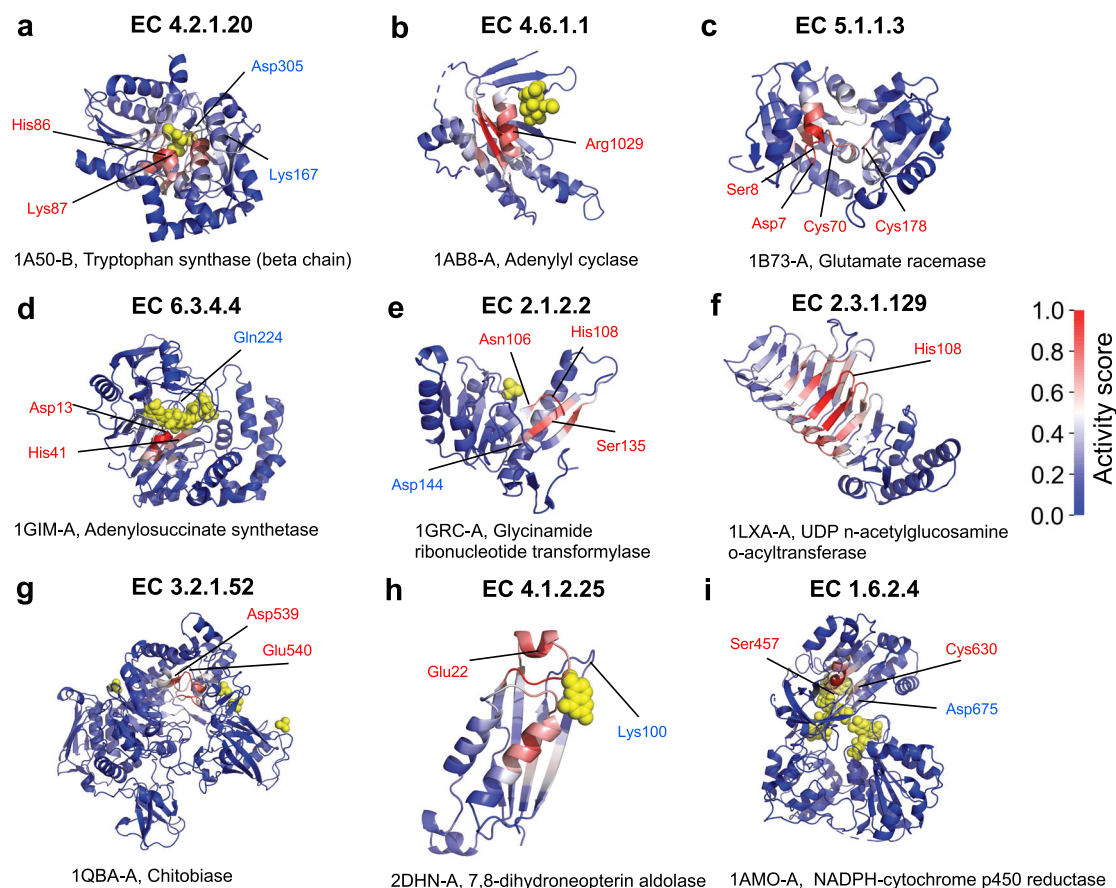 a EC 4.2.1.20
Asp305
His86
Lys167
Lys87
1A50-B, Tryptophan synthase (beta chain)
b EC 4.6.1.1
Arg1029
1AB8-A, Adenylyl cyclase
c EC 5.1.1.3
Ser8
Asp7
Cys70
Cys178
1B73-A, Glutamate racemase
d EC 6.3.4.4
Gln224
Asp13
His41
1GIM-A, Adenylosuccinate synthetase
e EC 2.1.2.2
Asn106
His108
Ser135
Asp144
1GRC-A, Glycinamide
ribonucleotide transformylase
f EC 2.3.1.129
His108
1LXA-A, UDP n-acetylglucosamine
o-acyltransferase
1.0
0.8
0.6
0.4
0.2
0.0
Activity score
g EC 3.2.1.52
Asp539
Glu540
1QBA-A, Chitobiase
h EC 4.1.2.25
Glu22
Lys100
2DHN-A, 7,8-dihydroneopterin aldolase
i EC 1.6.2.4
Ser457
Cys630
Asp675
1AMO-A, NADPH-cytochrome p450 reductase